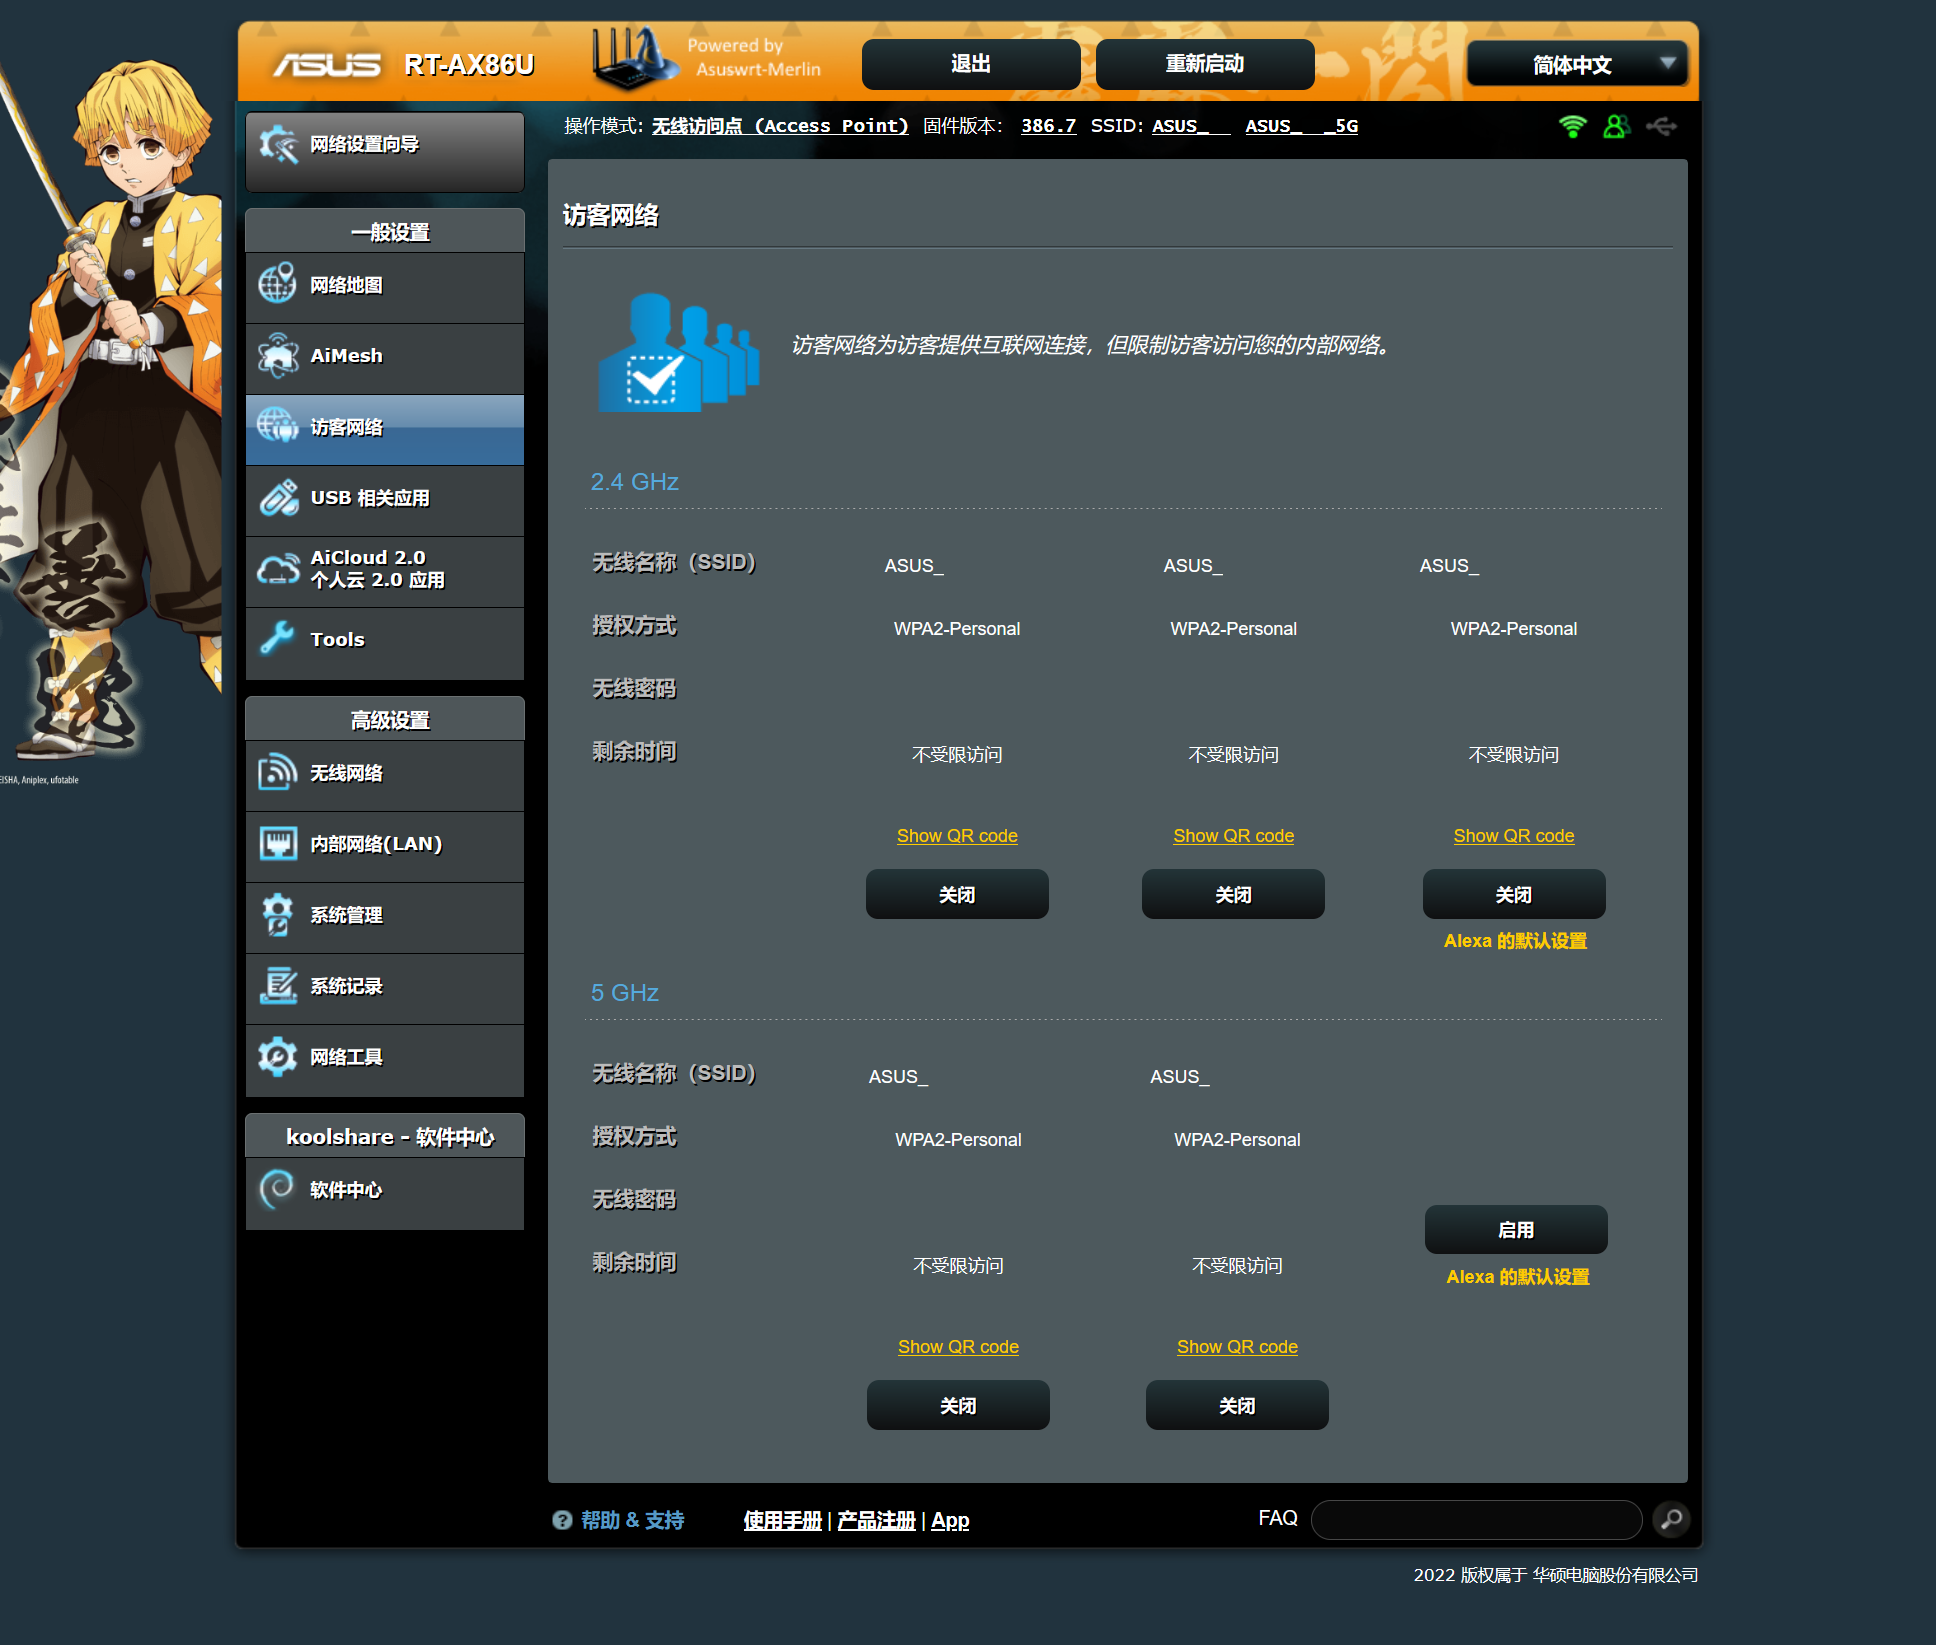 ASUS RT-AX86U
Powered by
Asuswrt-Merlin
退出
重新启动
简体中文
操作模式: 无线访问点 (Access Point) 固件版本: 386.7 SSID: ASUS_ ASUS_ _5G
网络设置向导
一般设置
网络地图
AiMesh
访客网络
USB 相关应用
AiCloud 2.0
个人云 2.0 应用
Tools
高级设置
无线网络
内部网络(LAN)
系统管理
系统记录
网络工具
koolshare - 软件中心
软件中心
EISHA, Aniplex, ufotable
访客网络
访客网络为访客提供互联网连接，但限制访客访问您的内部网络。
2.4 GHz
无线名称（SSID） ASUS_ ASUS_ ASUS_
授权方式 WPA2-Personal WPA2-Personal WPA2-Personal
无线密码
剩余时间 不受限访问 不受限访问 不受限访问
Show QR code Show QR code Show QR code
关闭 关闭 关闭
Alexa 的默认设置
5 GHz
无线名称（SSID） ASUS_ ASUS_
授权方式 WPA2-Personal WPA2-Personal
无线密码
启用
剩余时间 不受限访问 不受限访问
Alexa 的默认设置
Show QR code Show QR code
关闭 关闭
? 帮助 & 支持 使用手册 | 产品注册 | App FAQ
2022 版权属于 华硕电脑股份有限公司